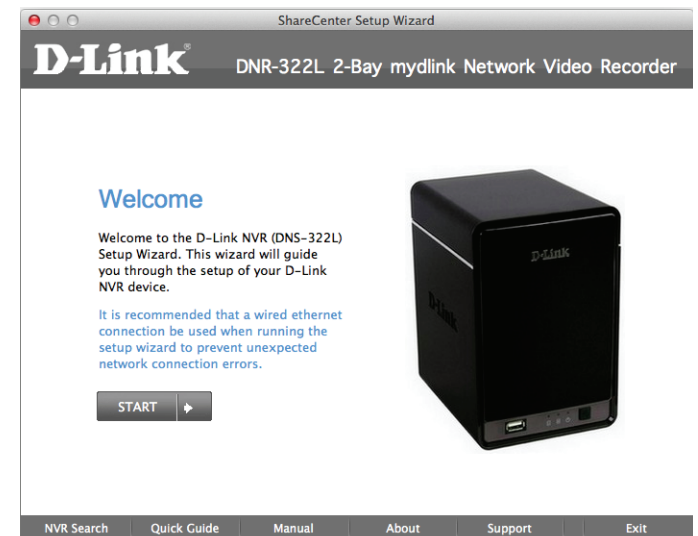 ShareCenter Setup Wizard
D-Link®
DNR-322L 2-Bay mydlink Network Video Recorder
Welcome
Welcome to the D-Link NVR (DNS-322L)
Setup Wizard. This wizard will guide
you through the setup of your D-Link
NVR device.
It is recommended that a wired ethernet
connection be used when running the
setup wizard to prevent unexpected
network connection errors.
START
D-Link
D-Link
NVR Search
Quick Guide
Manual
About
Support
Exit